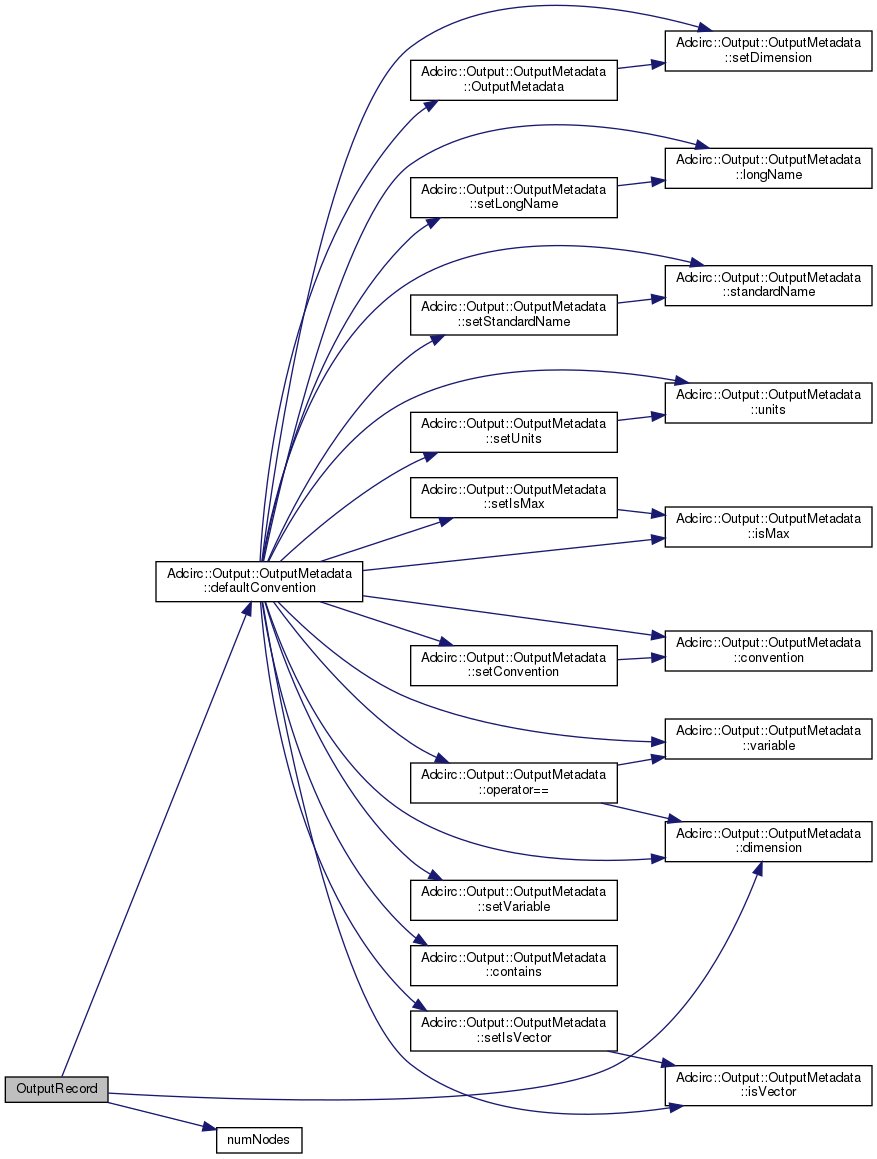 Adcirc::Output::OutputMetadata
::setDimension
Adcirc::Output::OutputMetadata
::OutputMetadata
Adcirc::Output::OutputMetadata
::longName
Adcirc::Output::OutputMetadata
::setLongName
Adcirc::Output::OutputMetadata
::standardName
Adcirc::Output::OutputMetadata
::setStandardName
Adcirc::Output::OutputMetadata
::units
Adcirc::Output::OutputMetadata
::setUnits
Adcirc::Output::OutputMetadata
::setIsMax
Adcirc::Output::OutputMetadata
::isMax
Adcirc::Output::OutputMetadata
::defaultConvention
Adcirc::Output::OutputMetadata
::convention
Adcirc::Output::OutputMetadata
::setConvention
Adcirc::Output::OutputMetadata
::variable
Adcirc::Output::OutputMetadata
::operator==
Adcirc::Output::OutputMetadata
::dimension
Adcirc::Output::OutputMetadata
::setVariable
Adcirc::Output::OutputMetadata
::contains
Adcirc::Output::OutputMetadata
::setIsVector
Adcirc::Output::OutputMetadata
::isVector
OutputRecord
numNodes